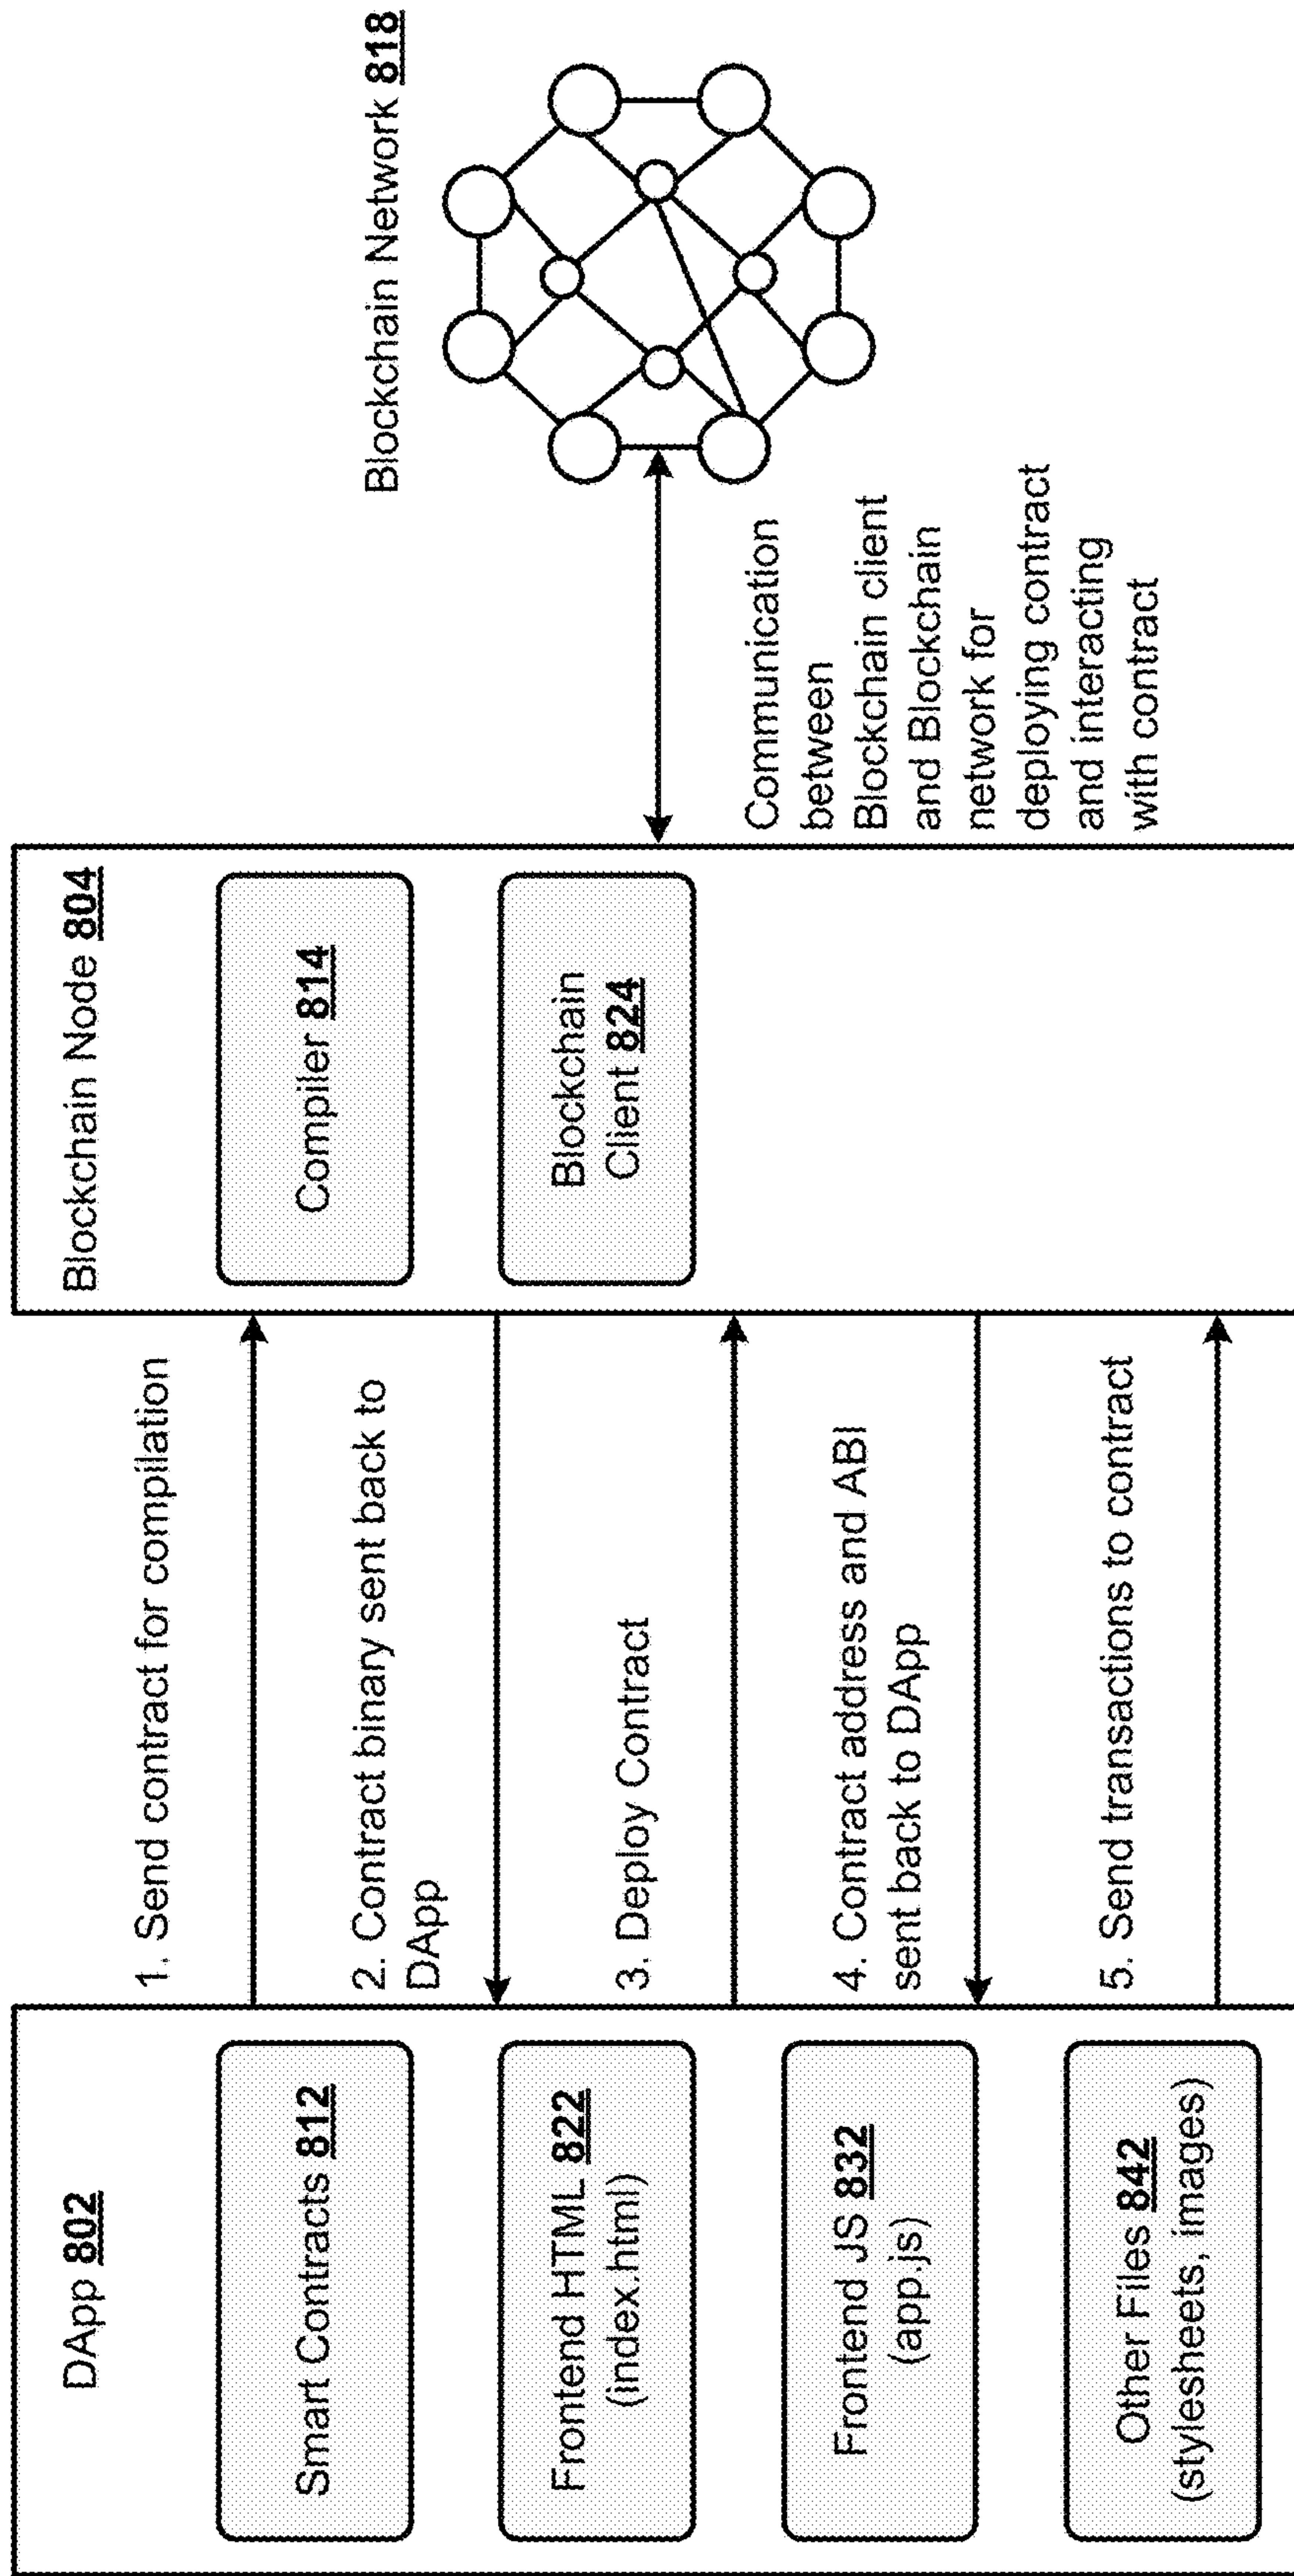 DApp 802
Smart Contracts 812
Frontend HTML 822
(index.html)
Frontend JS 832
(app.js)
Other Files 842
(stylesheets, images)
1. Send contract for compilation
2. Contract binary sent back to
DApp
3. Deploy Contract
4. Contract address and ABI
sent back to DApp
5. Send transactions to contract
Blockchain Node 804
Compiler 814
Blockchain
Client 824
Blockchain Network 818
Communication
between
Blockchain client
and Blockchain
network for
deploying contract
and interacting
with contract